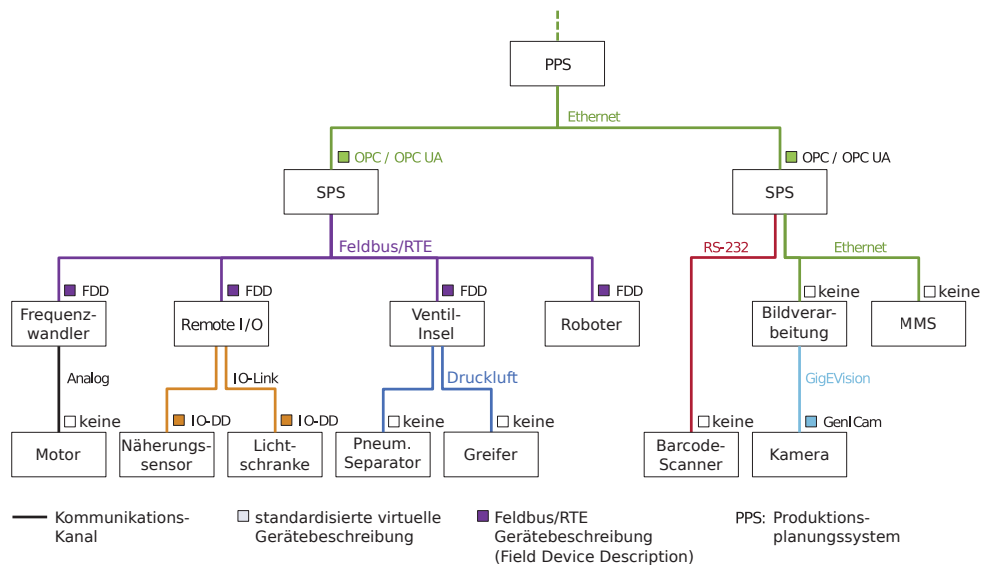 PPS
Ethernet
OPC / OPC UA
OPC / OPC UA
SPS
SPS
Feldbus/RTE
RS-232
Ethernet
FDD
FDD
FDD
FDD
keine
keine
Frequenz-
wandler
Remote I/O
Ventil-
Insel
Roboter
Bildverar-
beitung
MMS
Analog
IO-Link
Druckluft
GigEVision
keine
IO-DD
IO-DD
keine
keine
keine
GenICam
Motor
Näherungs-
sensor
Licht-
schranke
Pneum.
Separator
Greifer
Barcode-
Scanner
Kamera
Kommunikations-
Kanal
standardisierte virtuelle
Gerätebeschreibung
Feldbus/RTE
Gerätebeschreibung
(Field Device Description)
PPS: Produktions-
planungssystem